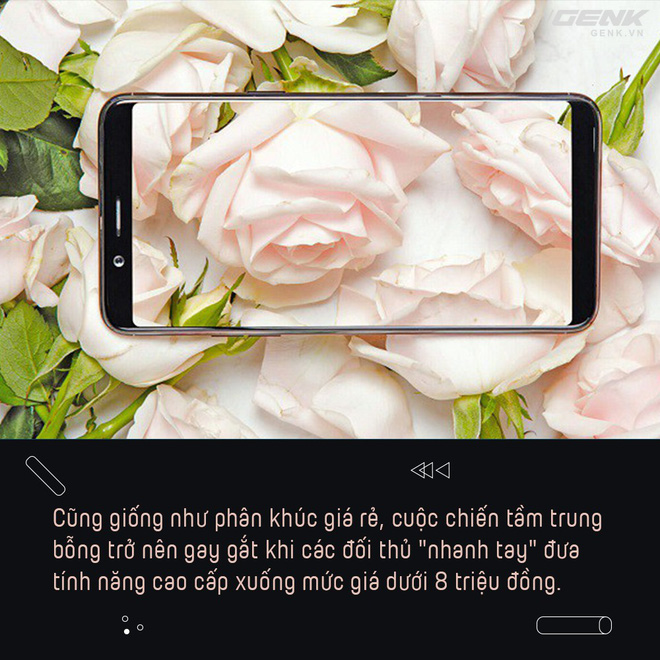 GENK
GENK.VN
Cũng giống như phân khúc giá rẻ, cuộc chiến tầm trung
bỗng trở nên gay gắt khi các đối thủ "nhanh tay" đưa
tính năng cao cấp xuống mức giá dưới 8 triệu đồng.